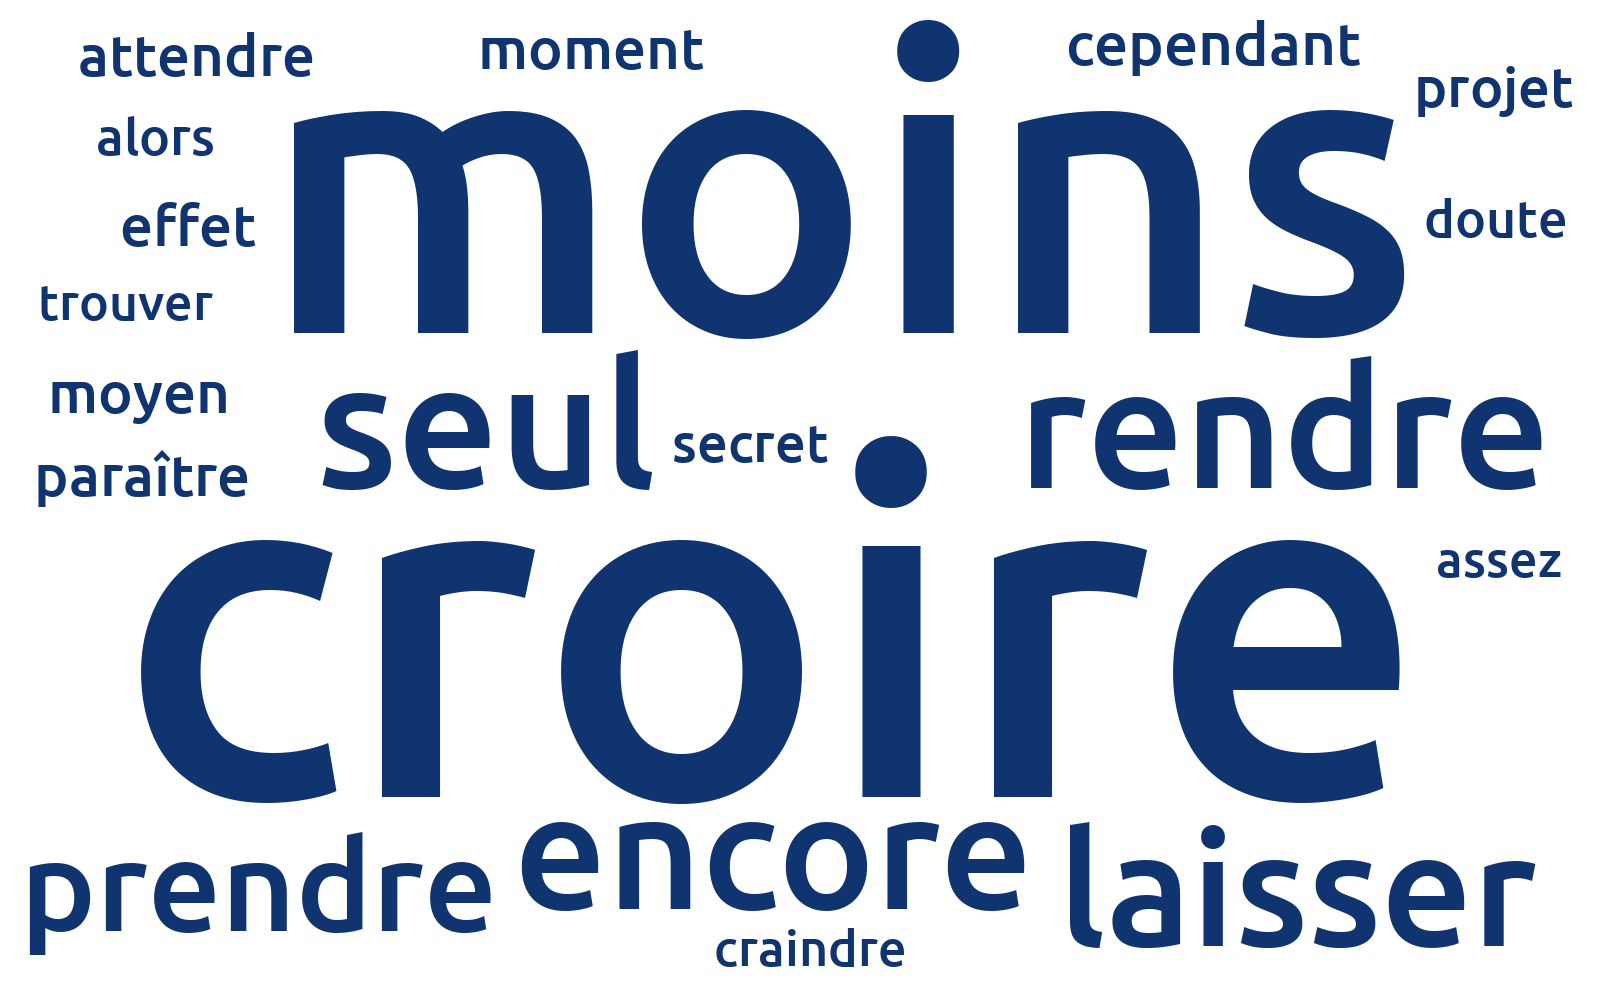 attendre
moment
cependant
projet
alors
moins
effet
doute
trouver
moyen
seul
secret
rendre
paraître
croire
assez
prendre
encore
laisser
craindre